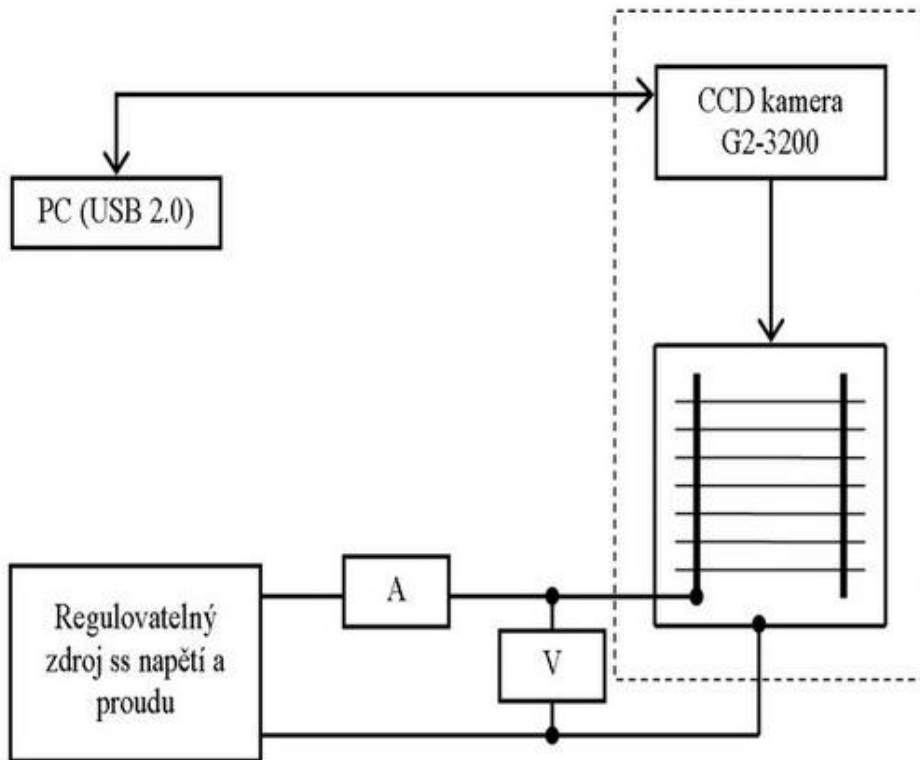 CCD kamera
G2-3200
PC (USB 2.0)
A
V
Regulovatelný
zdroj ss napětí a
proudu